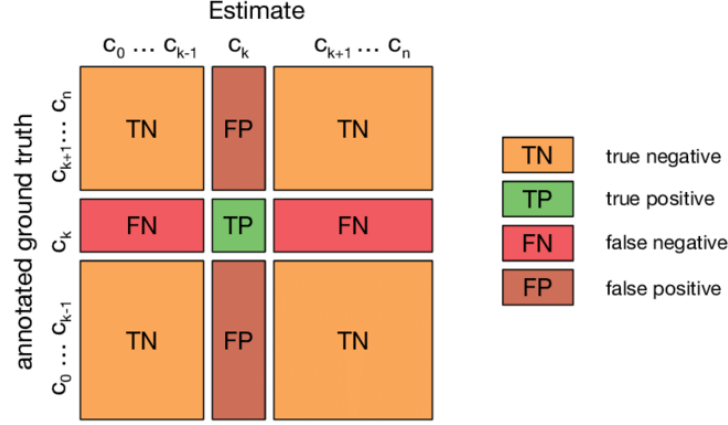 Estimate
c0 ... ck-1 ck ck+1 ... cn
annotated ground truth
ck+1... cn
TN FP TN
ck
FN TP FN
c0 ... ck-1
TN FP TN
TN true negative
TP true positive
FN false negative
FP false positive